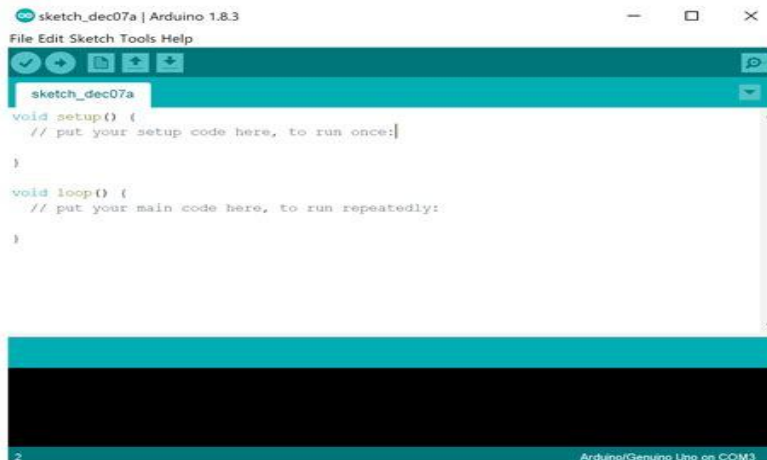 sketch_dec07a | Arduino 1.8.3
File Edit Sketch Tools Help
sketch_dec07a
void setup() {
  // put your setup code here, to run once:

}

void loop() {
  // put your main code here, to run repeatedly:

}
2
Arduino/Genuino Uno on COM3